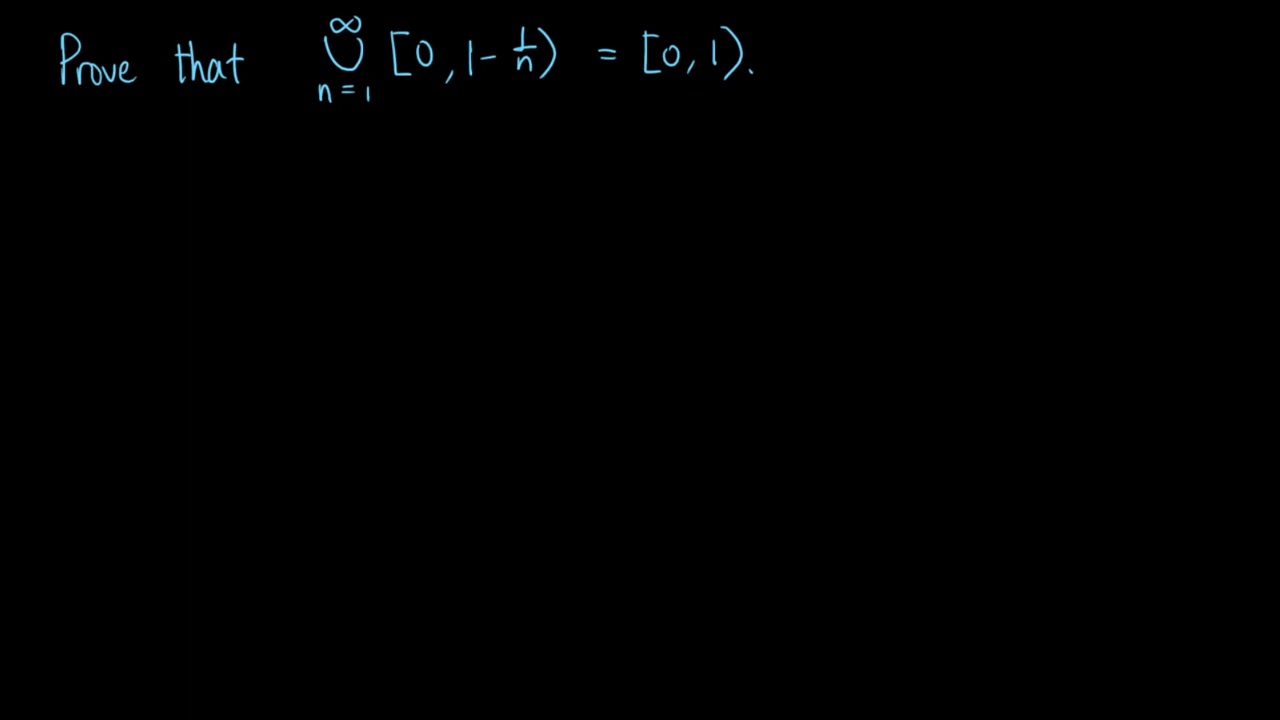 Prove that ∞⋃n=1 [0, 1 - 1/n) = [0, 1).